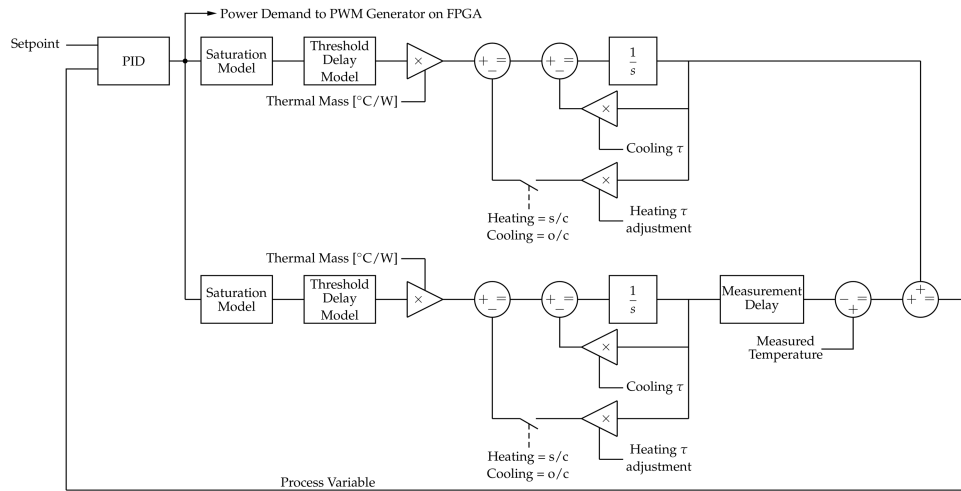 Power Demand to PWM Generator on FPGA
Setpoint
PID
Saturation
Model
Threshold
Delay
Model
×
Thermal Mass [°C/W]
+ =
−
+ =
−
1
s
×
Cooling τ
×
Heating = s/c
Cooling = o/c
Heating τ
adjustment
Thermal Mass [°C/W]
Saturation
Model
Threshold
Delay
Model
×
+ =
−
+ =
−
1
s
Measurement
Delay
− =
+
+
+ =
Measured
Temperature
×
Cooling τ
×
Heating = s/c
Cooling = o/c
Heating τ
adjustment
Process Variable